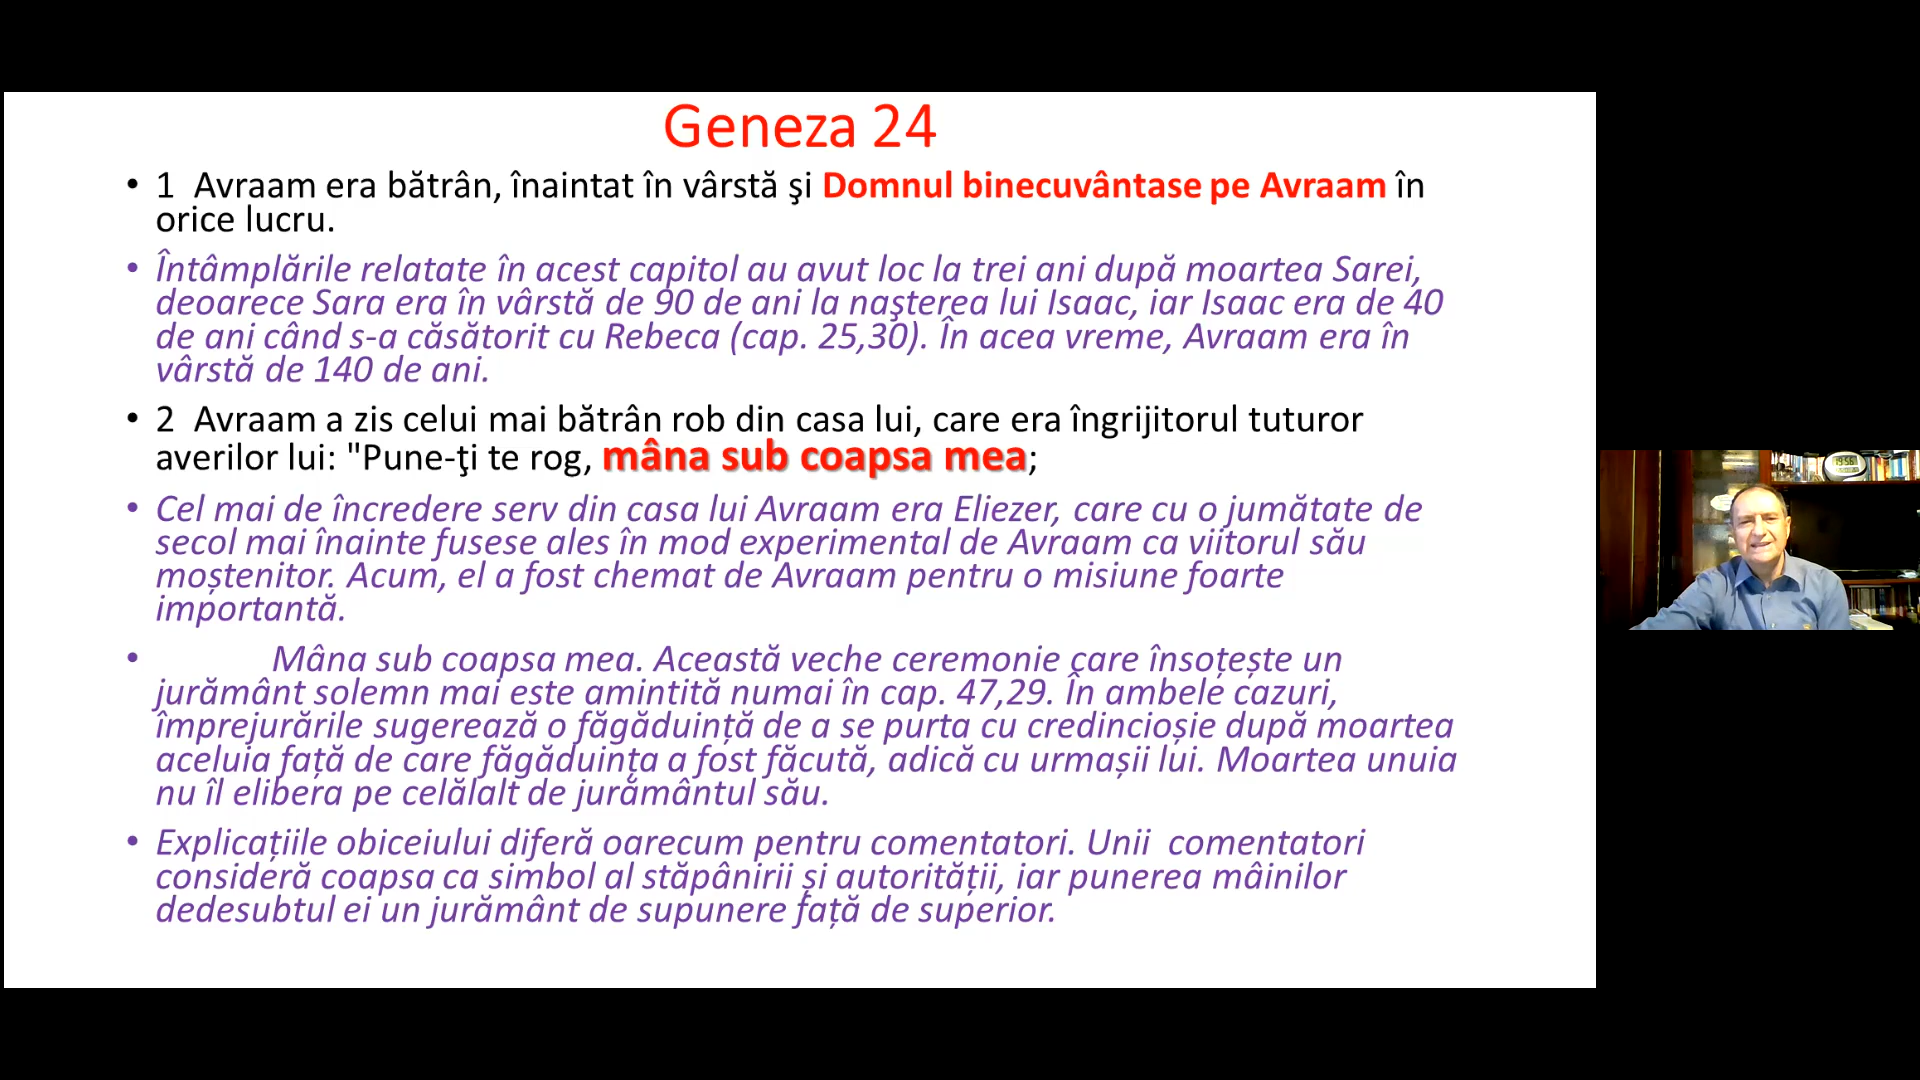 Geneza 24
• 1  Avraam era bătrân, înaintat în vârstă şi Domnul binecuvântase pe Avraam în
orice lucru.
• Întâmplările relatate în acest capitol au avut loc la trei ani după moartea Sarei,
deoarece Sara era în vârstă de 90 de ani la naşterea lui Isaac, iar Isaac era de 40
de ani când s-a căsătorit cu Rebeca (cap. 25,30). În acea vreme, Avraam era în
vârstă de 140 de ani.
• 2  Avraam a zis celui mai bătrân rob din casa lui, care era îngrijitorul tuturor
averilor lui: "Pune-ţi te rog, mâna sub coapsa mea;
• Cel mai de încredere serv din casa lui Avraam era Eliezer, care cu o jumătate de
secol mai înainte fusese ales în mod experimental de Avraam ca viitorul său
moștenitor. Acum, el a fost chemat de Avraam pentru o misiune foarte
importantă.
• Mâna sub coapsa mea. Această veche ceremonie care însoțește un
jurământ solemn mai este amintită numai în cap. 47,29. În ambele cazuri,
împrejurările sugerează o făgăduință de a se purta cu credincioșie după moartea
aceluia față de care făgăduința a fost făcută, adică cu urmașii lui. Moartea unuia
nu îl elibera pe celălalt de jurământul său.
• Explicațiile obiceiului diferă oarecum pentru comentatori. Unii  comentatori
consideră coapsa ca simbol al stăpânirii și autorității, iar punerea mâinilor
dedesubtul ei un jurământ de supunere față de superior.
19:56